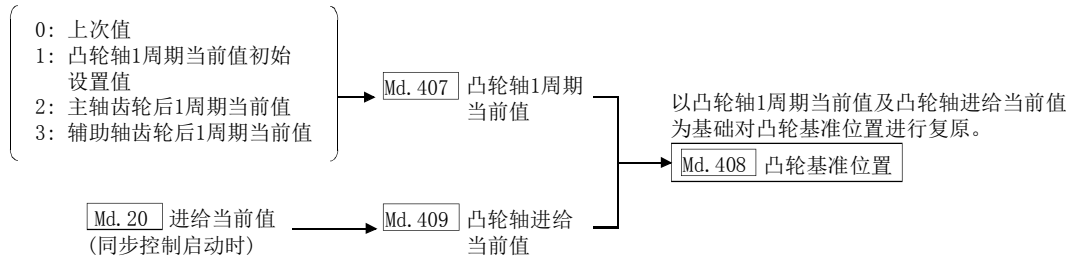 0: 上次值
1: 凸轮轴1周期当前值初始
设置值
2: 主轴齿轮后1周期当前值
3: 辅助轴齿轮后1周期当前值
Md.407 凸轮轴1周期
当前值
以凸轮轴1周期当前值及凸轮轴进给当前值
为基础对凸轮基准位置进行复原。
Md.408 凸轮基准位置
Md.20 进给当前值
(同步控制启动时)
Md.409 凸轮轴进给
当前值